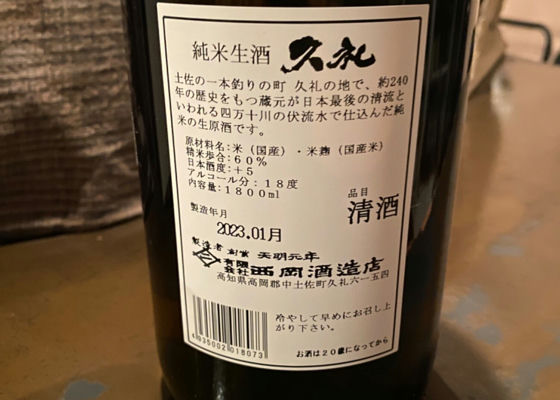 純米生酒 久礼
土佐の一本釣りの町 久礼の地で、約240
年の歴史をもつ蔵元が日本最後の清流と
いわれる四万十川の伏流水で仕込んだ純
米の生原酒です。
原材料名：米（国産）・米麹（国産米）
精米歩合：60％
日本酒度：+5
アルコール分：18度
内容量：1800ml
品目
清酒
製造年月
2023.01月
製造者 創業 天明元年
有限会社 西岡酒造店
高知県高岡郡中土佐町久礼六一五四
冷やして早めにお召し上
がり下さい。
4935002018073
お酒は20歳になってから